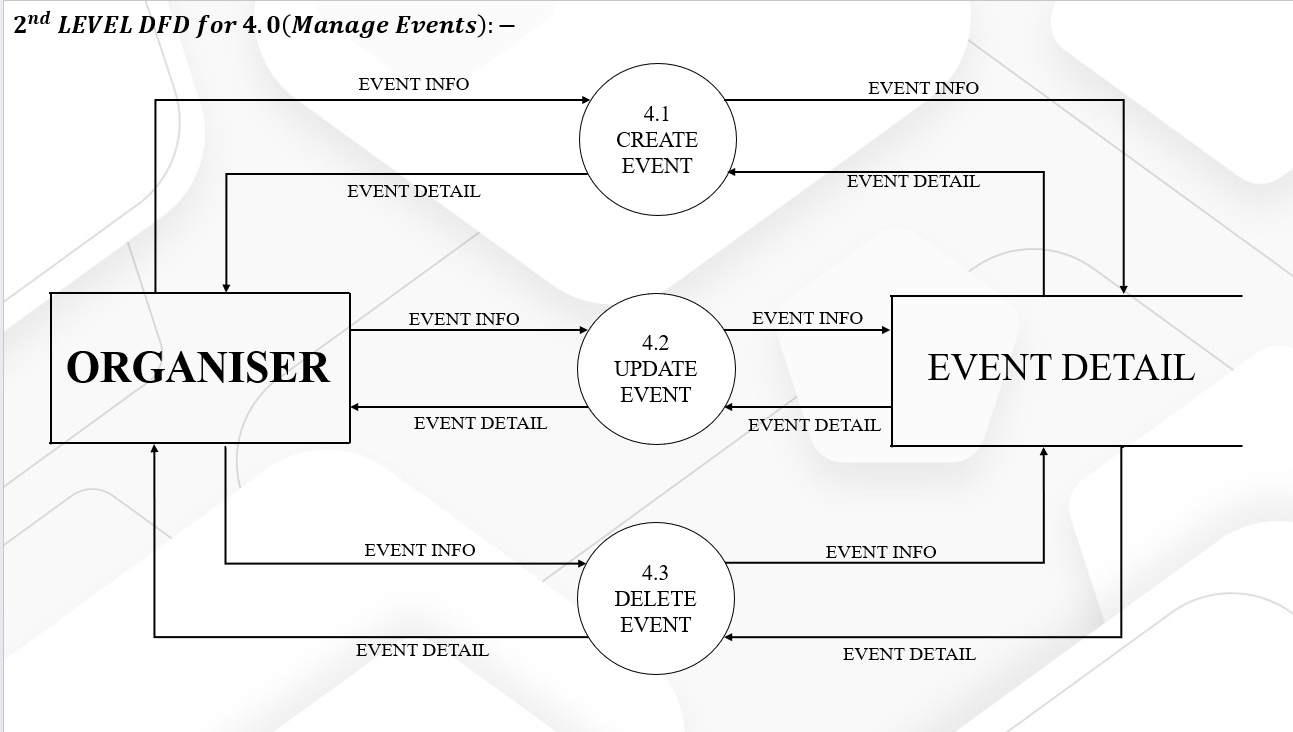 2nd LEVEL DFD for 4.0(Manage Events): −
EVENT INFO
EVENT INFO
4.1
CREATE
EVENT
EVENT DETAIL
EVENT DETAIL
EVENT INFO
EVENT INFO
4.2
UPDATE
EVENT
ORGANISER
EVENT DETAIL
EVENT DETAIL
EVENT DETAIL
EVENT INFO
EVENT INFO
4.3
DELETE
EVENT
EVENT DETAIL
EVENT DETAIL